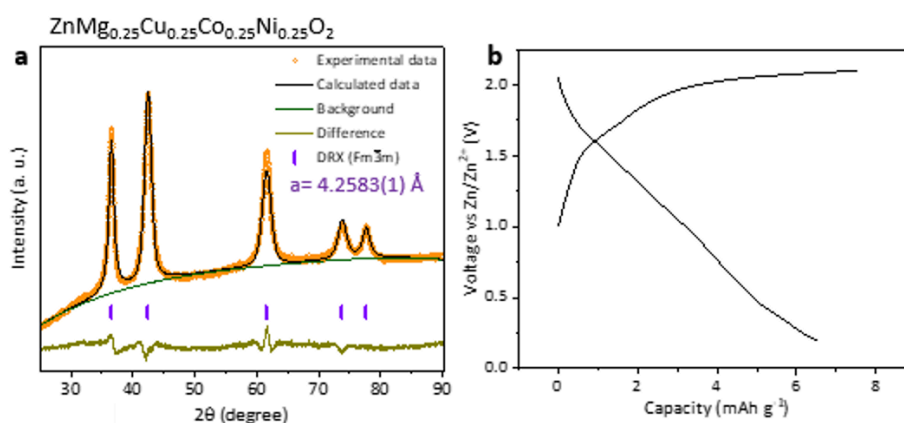 ZnMg₀.₂₅Cu₀.₂₅Co₀.₂₅Ni₀.₂₅O₂
a
Experimental data
Calculated data
Background
Difference
DRX (Fm3̅m)
a= 4.2583(1) Å
Intensity (a. u.)
30 40 50 60 70 80 90
2θ (degree)
b
Voltage vs Zn/Zn²⁺ (V)
2.0
1.5
1.0
0.5
0.0
0 2 4 6 8
Capacity (mAh g⁻¹)